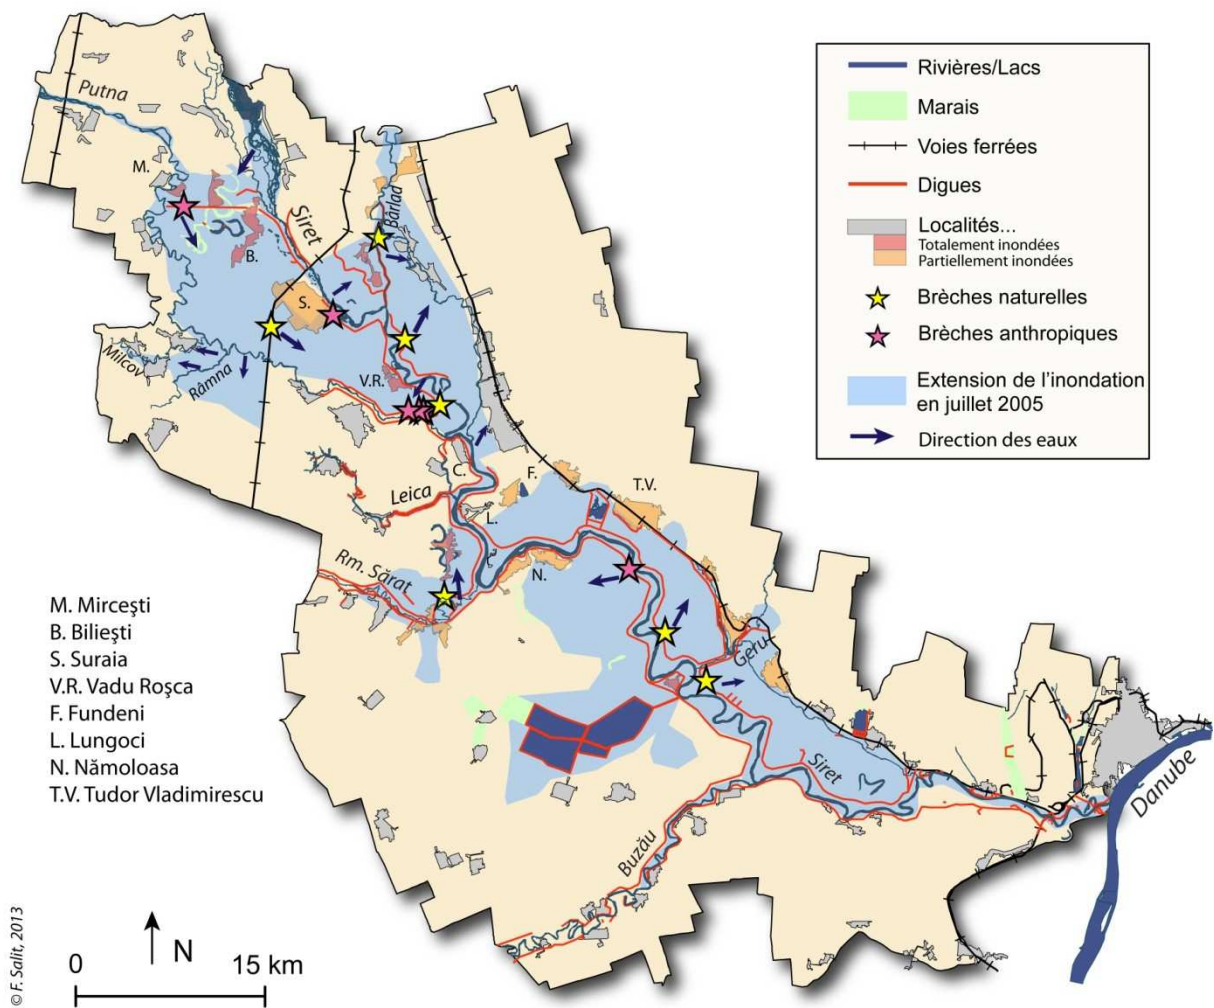 Rivières/Lacs
Marais
Voies ferrées
Digues
Localités...
Totalement inondées
Partiellement inondées
Brèches naturelles
Brèches anthropiques
Extension de l'inondation
en juillet 2005
Direction des eaux
Putna
M.
Siret
Bârlad
B.
S.
Milcov
Râmna
V.R.
C.
F.
T.V.
Leica
L.
Rm. Sărat
N.
Geru
Siret
Danube
Buzău
M. Mirceşti
B. Bilieşti
S. Suraia
V.R. Vadu Roşca
F. Fundeni
L. Lungoci
N. Nămoloasa
T.V. Tudor Vladimirescu
N
0 15 km
© F. Salit, 2013